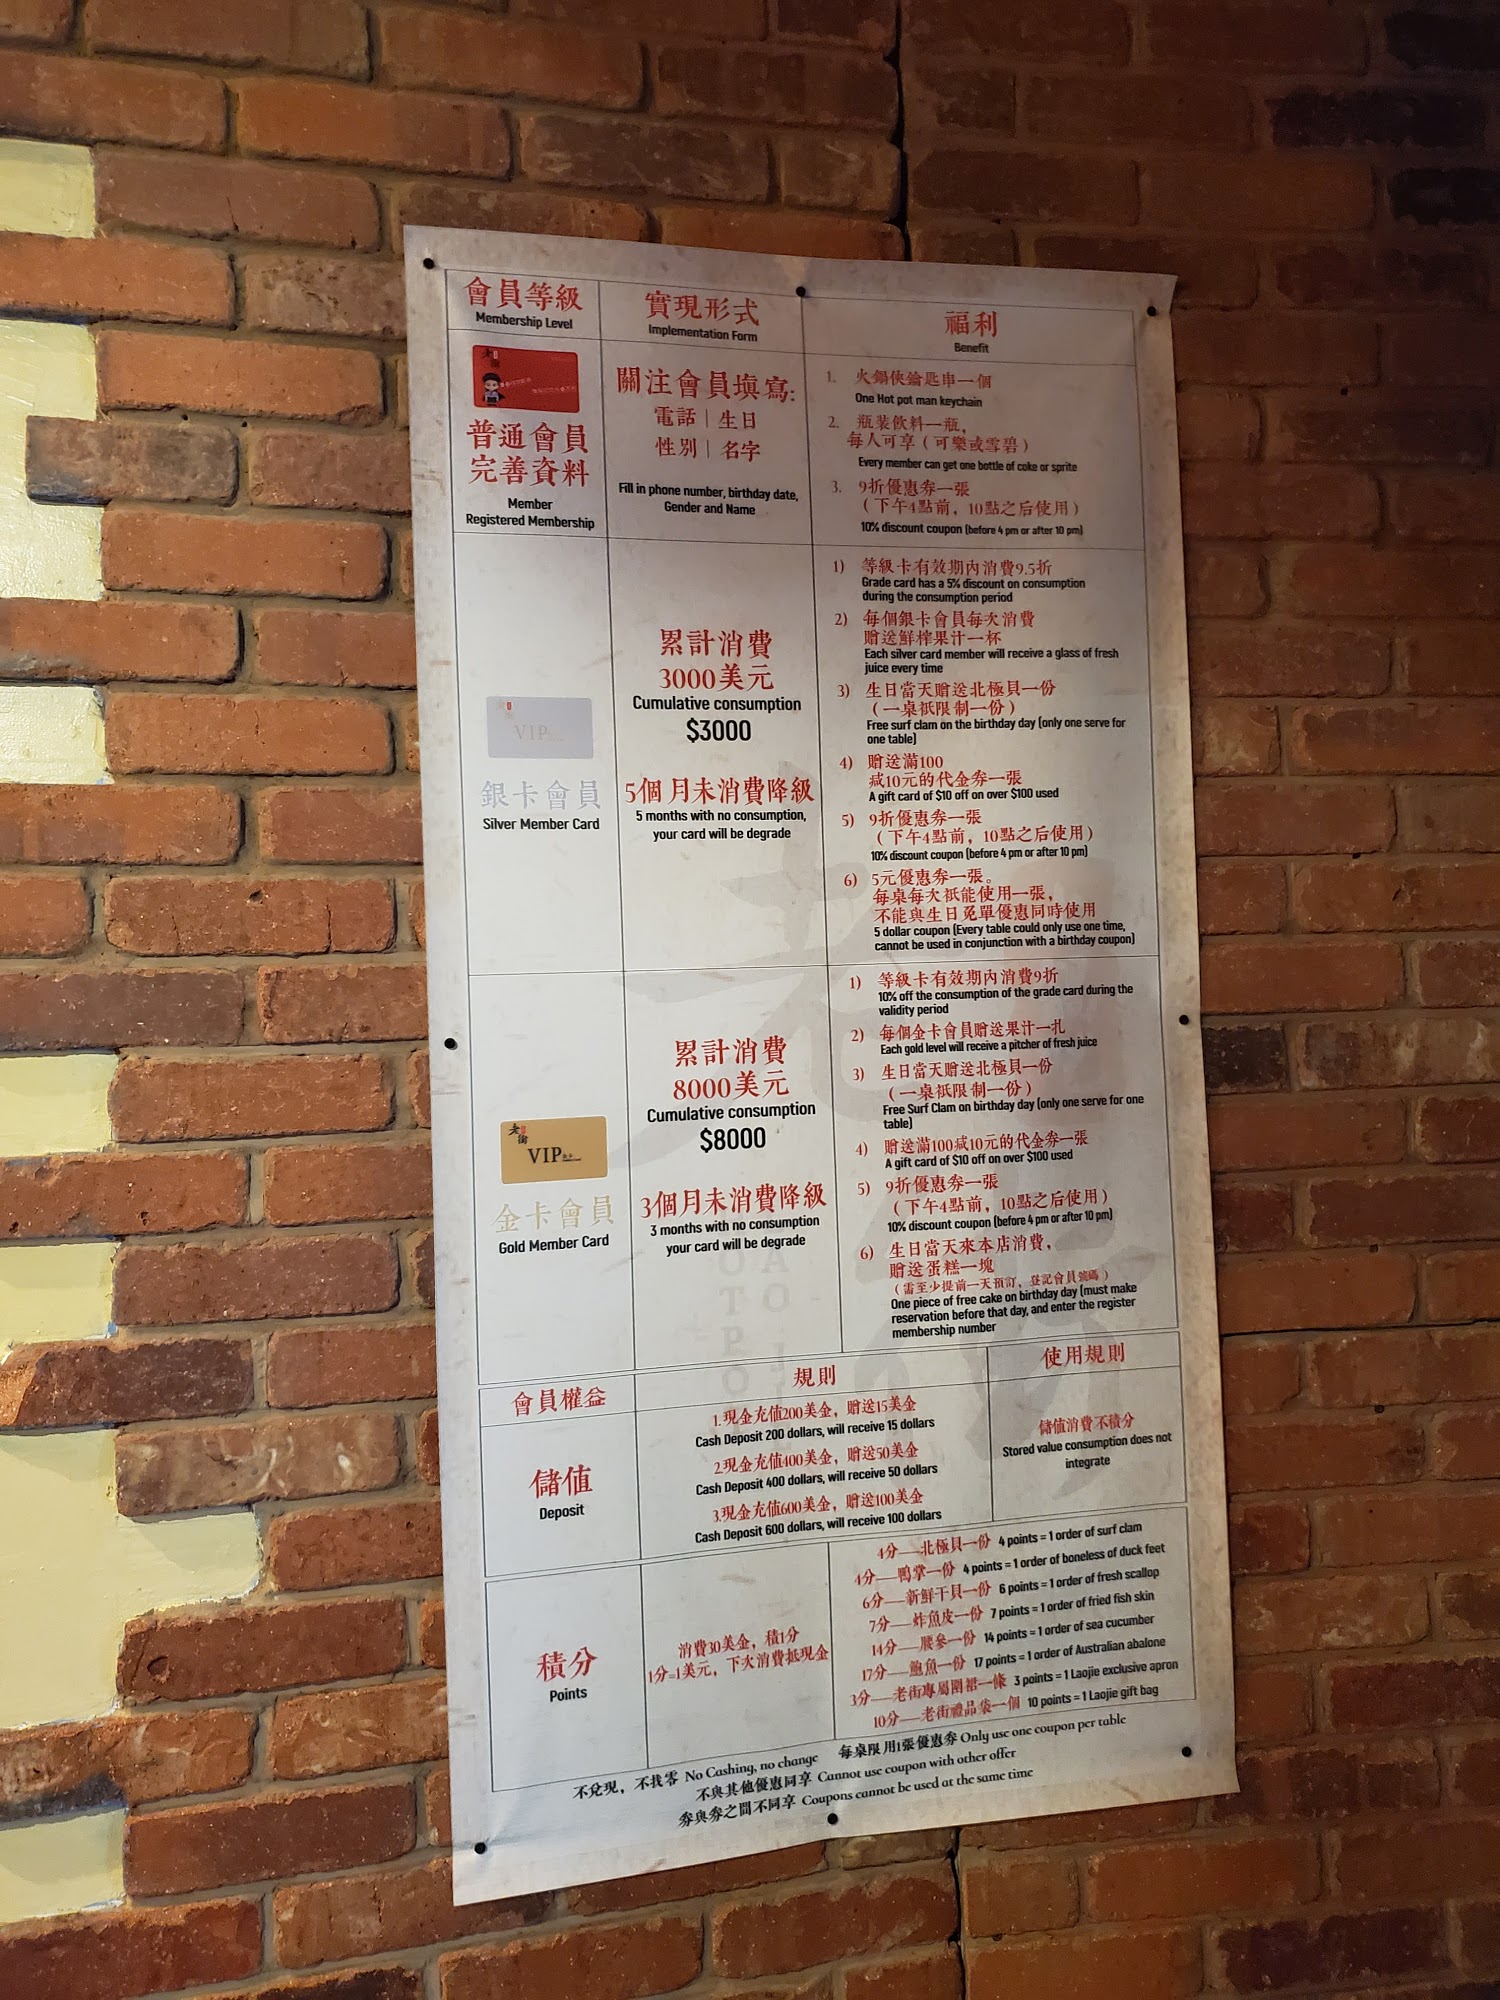 會員等級
Membership Level
實現形式
Implementation Form
福利
Benefit
老街
普通會員
完善資料
Member
Registered Membership
關注會員填寫:
電話 | 生日
性別 | 名字
Fill in phone number, birthday date,
Gender and Name
1. 火鍋俠鑰匙串一個
One Hot pot man keychain
2. 瓶装飲料一瓶,
每人可享 (可樂或雪碧)
Every member can get one bottle of coke or sprite
3. 9折優惠券一張
(下午4點前, 10點之后使用)
10% discount coupon (before 4 pm or after 10 pm)
VIP
銀卡會員
Silver Member Card
累計消費
3000美元
Cumulative consumption
$3000
5個月未消費降級
5 months with no consumption,
your card will be degrade
1) 等級卡有效期內消費9.5折
Grade card has a 5% discount on consumption
during the consumption period
2) 每個銀卡會員每次消費
贈送鮮榨果汁一杯
Each silver card member will receive a glass of fresh
juice every time
3) 生日當天贈送北極貝一份
(一桌祇限制一份)
Free surf clam on the birthday day (only one serve for
one table)
4) 贈送滿100
减10元的代金券一張
A gift card of $10 off on over $100 used
5) 9折優惠券一張
(下午4點前, 10點之后使用)
10% discount coupon (before 4 pm or after 10 pm)
6) 5元優惠券一張。
每桌每次祇能使用一張,
不能與生日免單優惠同時使用
5 dollar coupon (Every table could only use one time,
cannot be used in conjunction with a birthday coupon)
老街
VIP
金卡會員
Gold Member Card
累計消費
8000美元
Cumulative consumption
$8000
3個月未消費降級
3 months with no consumption
your card will be degrade
1) 等級卡有效期內消費9折
10% off the consumption of the grade card during the
validity period
2) 每個金卡會員贈送果汁一扎
Each gold level will receive a pitcher of fresh juice
3) 生日當天贈送北極貝一份
(一桌祇限制一份)
Free Surf Clam on birthday day (only one serve for one
table)
4) 贈送滿100减10元的代金券一張
A gift card of $10 off on over $100 used
5) 9折優惠券一張
(下午4點前, 10點之后使用)
10% discount coupon (before 4 pm or after 10 pm)
6) 生日當天來本店消費,
贈送蛋糕一塊
(需至少提前一天預訂, 登記會員號碼)
One piece of free cake on birthday day (must make
reservation before that day, and enter the register
membership number
會員權益
規則
使用規則
儲值
Deposit
1.現金充值200美金, 贈送15美金
Cash Deposit 200 dollars, will receive 15 dollars
2.現金充值400美金, 贈送50美金
Cash Deposit 400 dollars, will receive 50 dollars
3.現金充值600美金, 贈送100美金
Cash Deposit 600 dollars, will receive 100 dollars
儲值消費不積分
Stored value consumption does not
integrate
積分
Points
消費30美金, 積1分
1分=1美元, 下次消費抵現金
4分——北極貝一份 4 points = 1 order of surf clam
4分——鴨掌一份 4 points = 1 order of boneless of duck feet
6分——新鮮干貝一份 6 points = 1 order of fresh scallop
7分——炸魚皮一份 7 points = 1 order of fried fish skin
14分——遼參一份 14 points = 1 order of sea cucumber
17分——鮑魚一份 17 points = 1 order of Australian abalone
3分——老街專屬圍裙一條 3 points = 1 Laojie exclusive apron
10分——老街禮品袋一個 10 points = 1 Laojie gift bag
不兌現, 不找零 No Cashing, no change 每桌限用1張優惠券 Only use one coupon per table
不與其他優惠同享 Cannot use coupon with other offer
券與券之間不同享 Coupons cannot be used at the same time